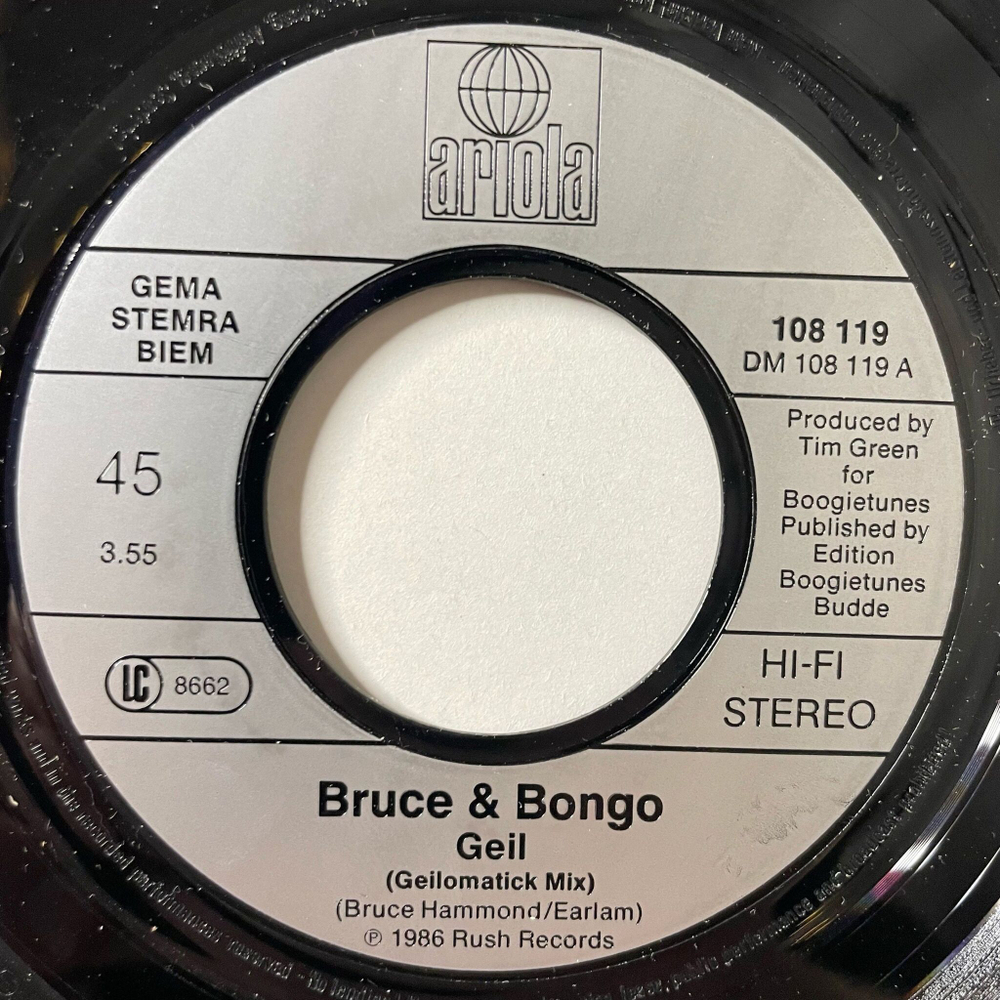 ariola
GEMA
STEMRA
BIEM
108 119
DM 108 119 A
45
3.55
Produced by
Tim Green
for
Boogietunes
Published by
Edition
Boogietunes
Budde
LC 8662
HI-FI
STEREO
Bruce & Bongo
Geil
(Geilomatick Mix)
(Bruce Hammond/Earlam)
℗ 1986 Rush Records